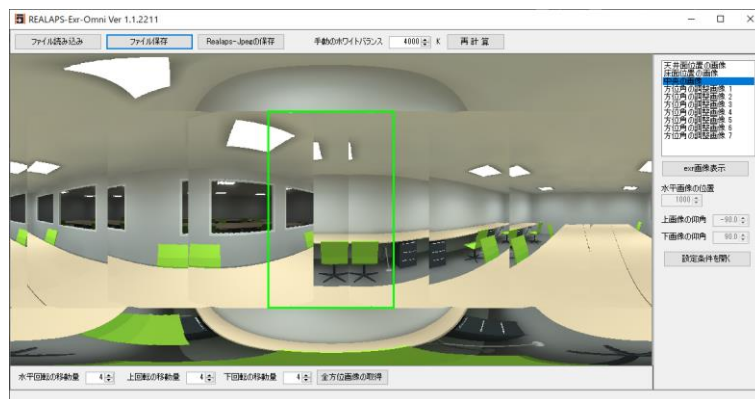 REALAPS-Exr-Omni Ver 1.1.2211
ファイル読み込み ファイル保存 Realaps-Jpegの保存 手動のホワイトバランス 4000 K 再計算
天井面位置の画像
床面位置の画像
中央の画像
方位角の調整画像 1
方位角の調整画像 2
方位角の調整画像 3
方位角の調整画像 4
方位角の調整画像 5
方位角の調整画像 6
方位角の調整画像 7
exr画像表示
水平画像の位置
1000
上画像の仰角 -90.0
下画像の仰角 90.0
設定条件を開く
水平回転の移動量 4 上回転の移動量 4 下回転の移動量 4 全方位画像の取得